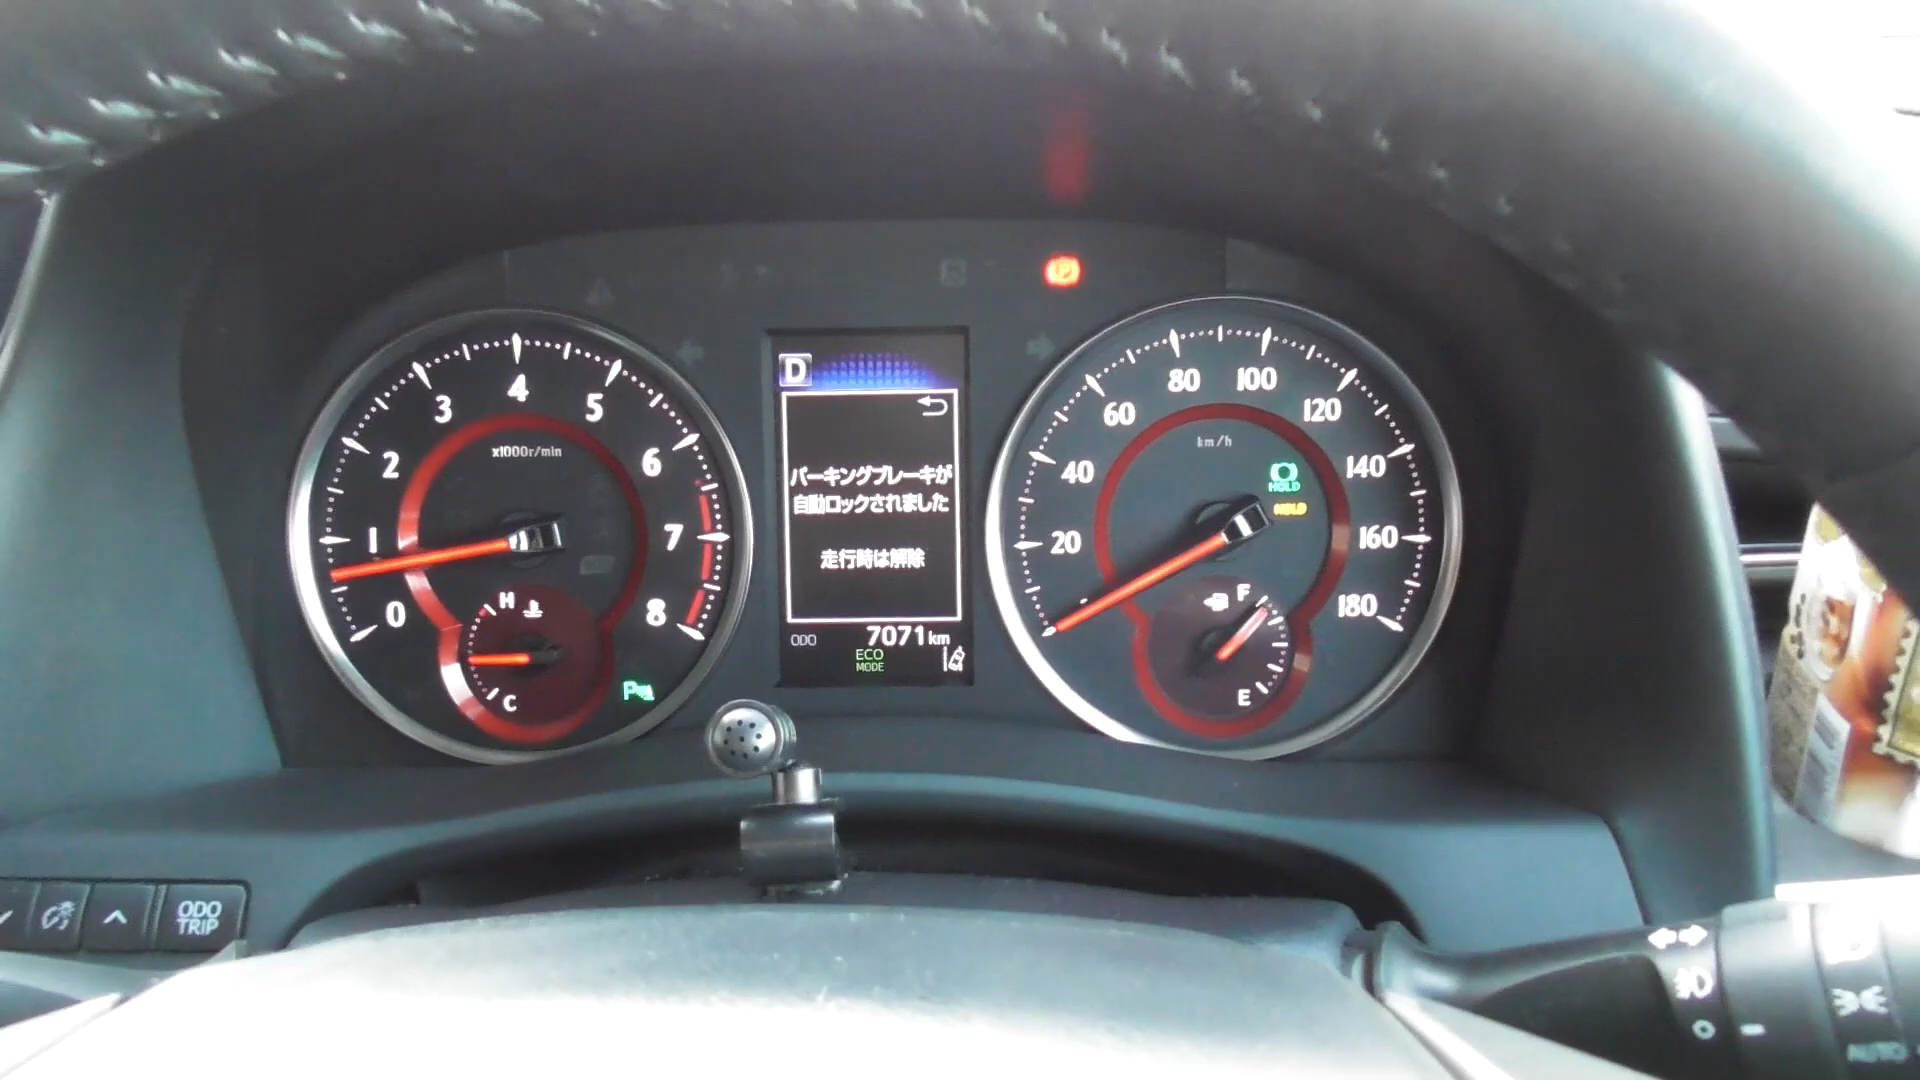 P
D
パーキングブレーキが
自動ロックされました
走行時は解除
ODO 7071km
ECO
MODE
0 1 2 3 4 5 6 7 8
x1000r/min
H
C
P
0 20 40 60 80 100 120 140 160 180
km/h
HOLD
HOLD
F
E
ODO
TRIP
AUTO